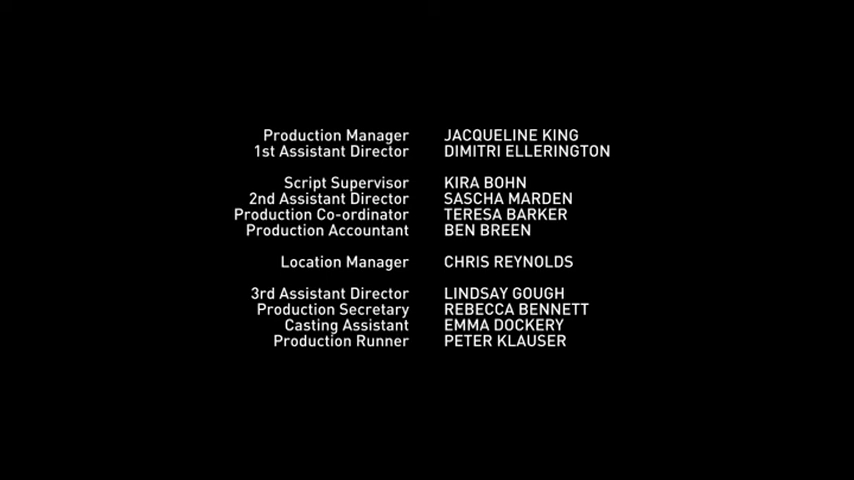 Production Manager JACQUELINE KING
1st Assistant Director DIMITRI ELLERINGTON
Script Supervisor KIRA BOHN
2nd Assistant Director SASCHA MARDEN
Production Co-ordinator TERESA BARKER
Production Accountant BEN BREEN
Location Manager CHRIS REYNOLDS
3rd Assistant Director LINDSAY GOUGH
Production Secretary REBECCA BENNETT
Casting Assistant EMMA DOCKERY
Production Runner PETER KLAUSER